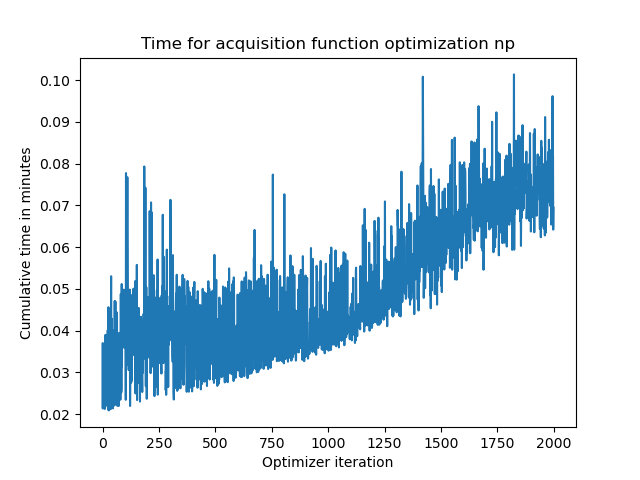 Time for acquisition function optimization np
Cumulative time in minutes
0.10
0.09
0.08
0.07
0.06
0.05
0.04
0.03
0.02
0 250 500 750 1000 1250 1500 1750 2000
Optimizer iteration